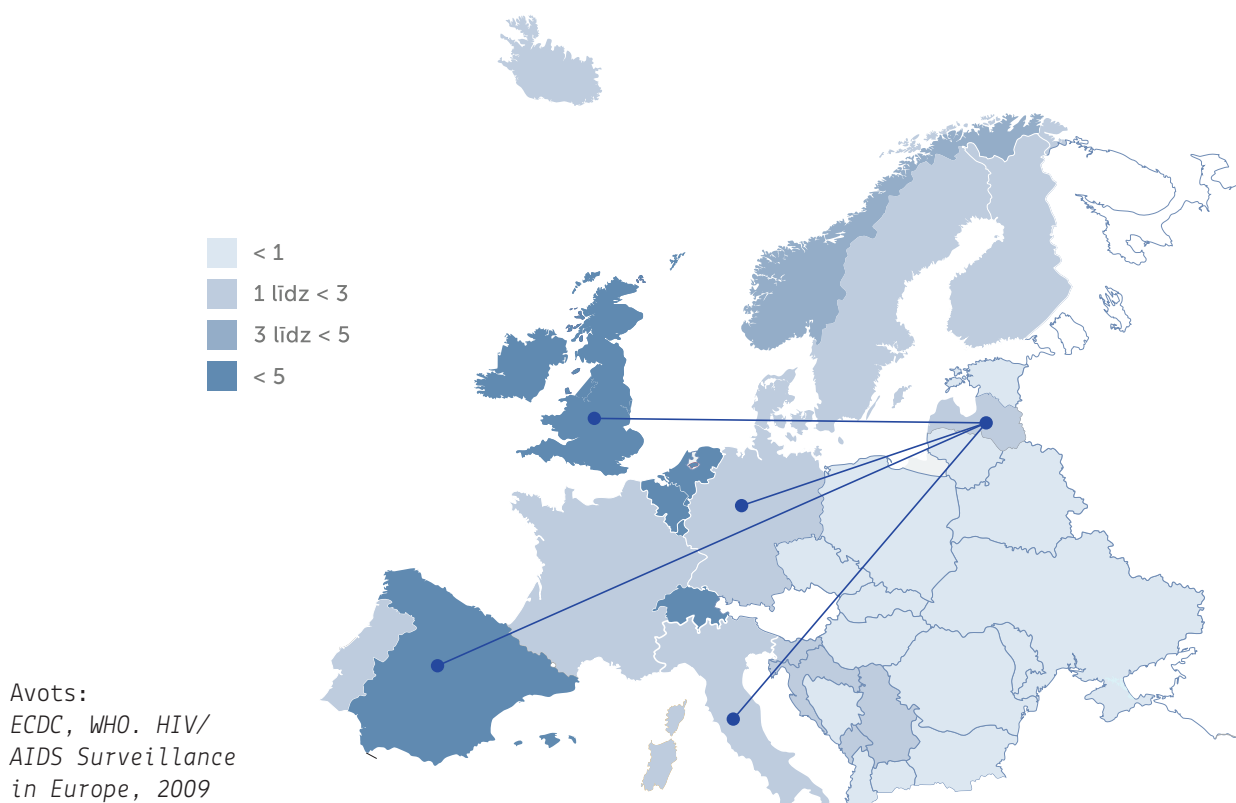 < 1
1 līdz < 3
3 līdz < 5
< 5
Avots:
ECDC, WHO. HIV/
AIDS Surveillance
in Europe, 2009